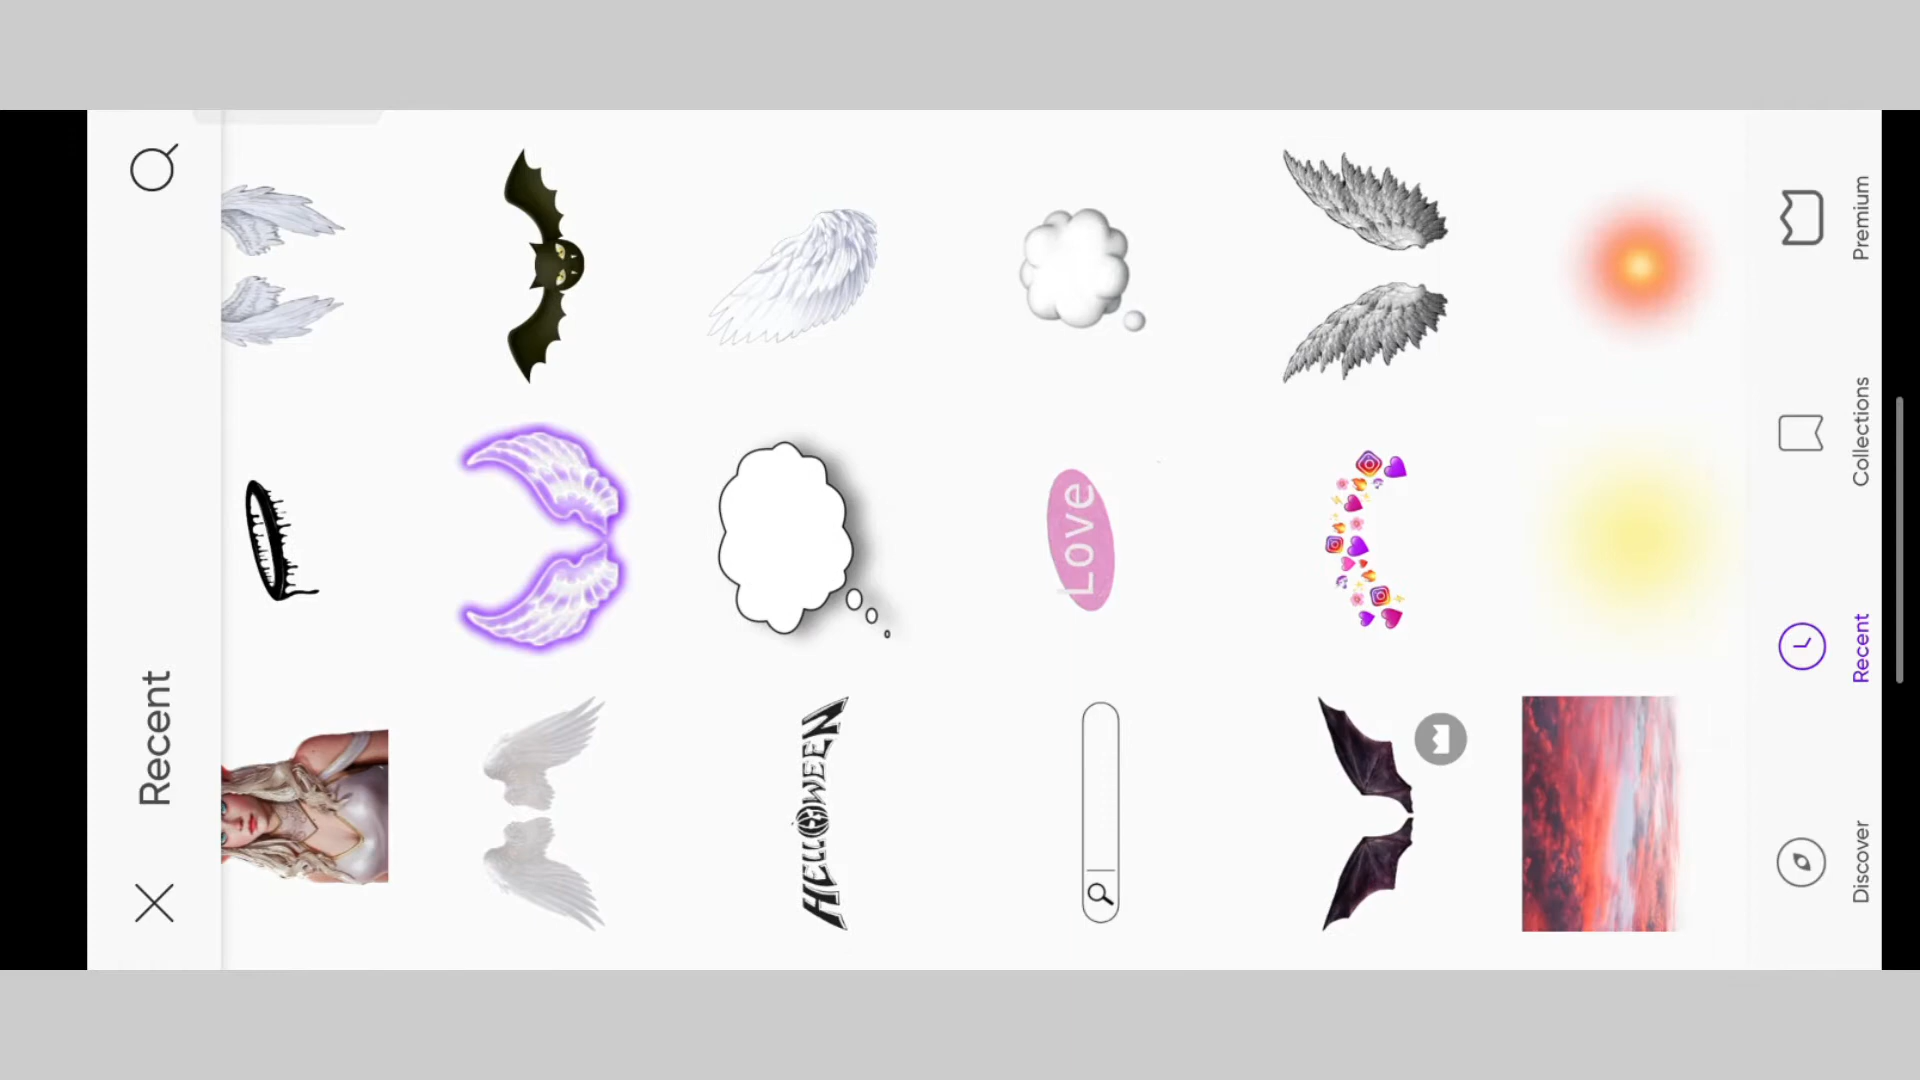 Recent
HELLOWEEN
Love
Discover
Recent
Collections
Premium